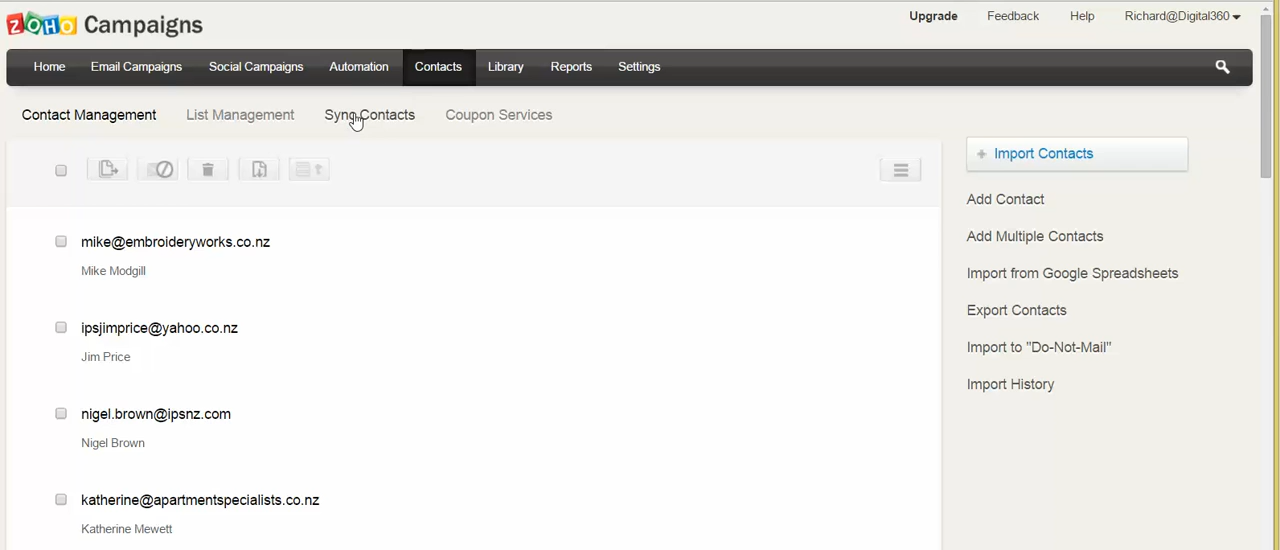 ZOHO Campaigns
Upgrade Feedback Help Richard@Digital360
Home Email Campaigns Social Campaigns Automation Contacts Library Reports Settings
Contact Management List Management Sync Contacts Coupon Services
+ Import Contacts
Add Contact
Add Multiple Contacts
Import from Google Spreadsheets
Export Contacts
Import to "Do-Not-Mail"
Import History
mike@embroideryworks.co.nz
Mike Modgill
ipsjimprice@yahoo.co.nz
Jim Price
nigel.brown@ipsnz.com
Nigel Brown
katherine@apartmentspecialists.co.nz
Katherine Mewett